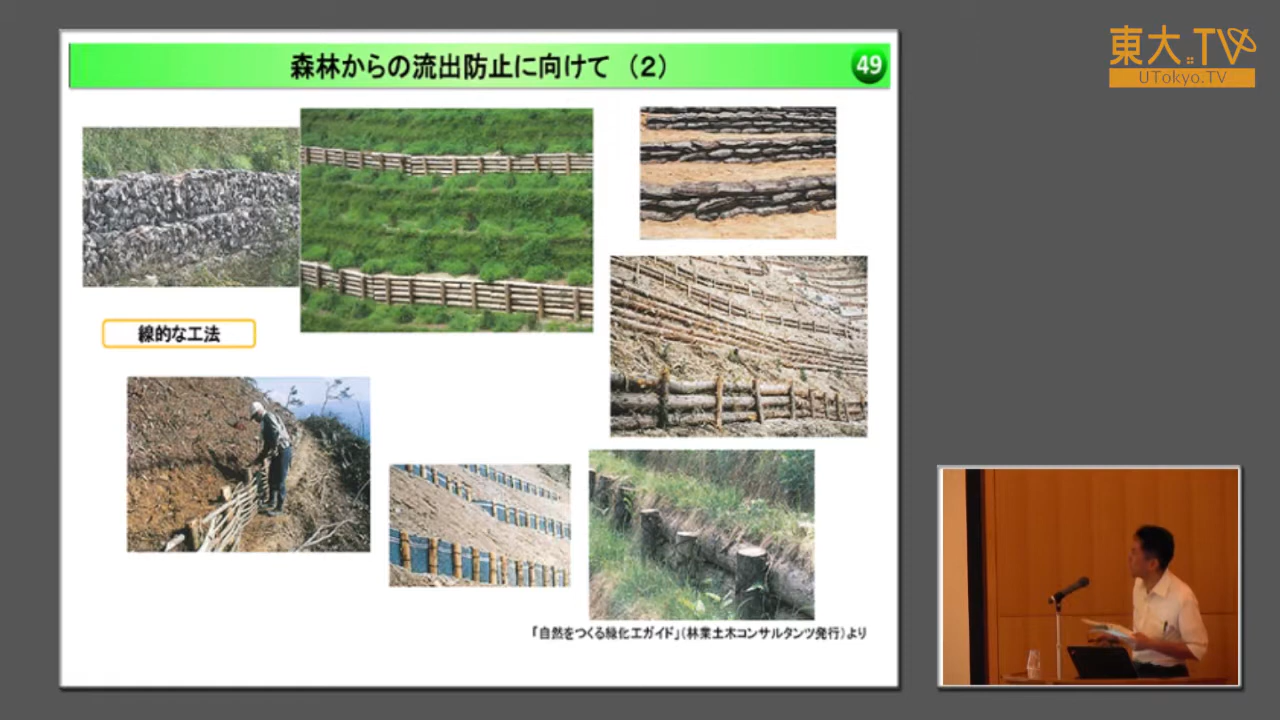 森林からの流出防止に向けて （2）
49
東大.TV
UTokyo.TV
線的な工法
「自然をつくる緑化工ガイド」（林業土木コンサルタンツ発行）より